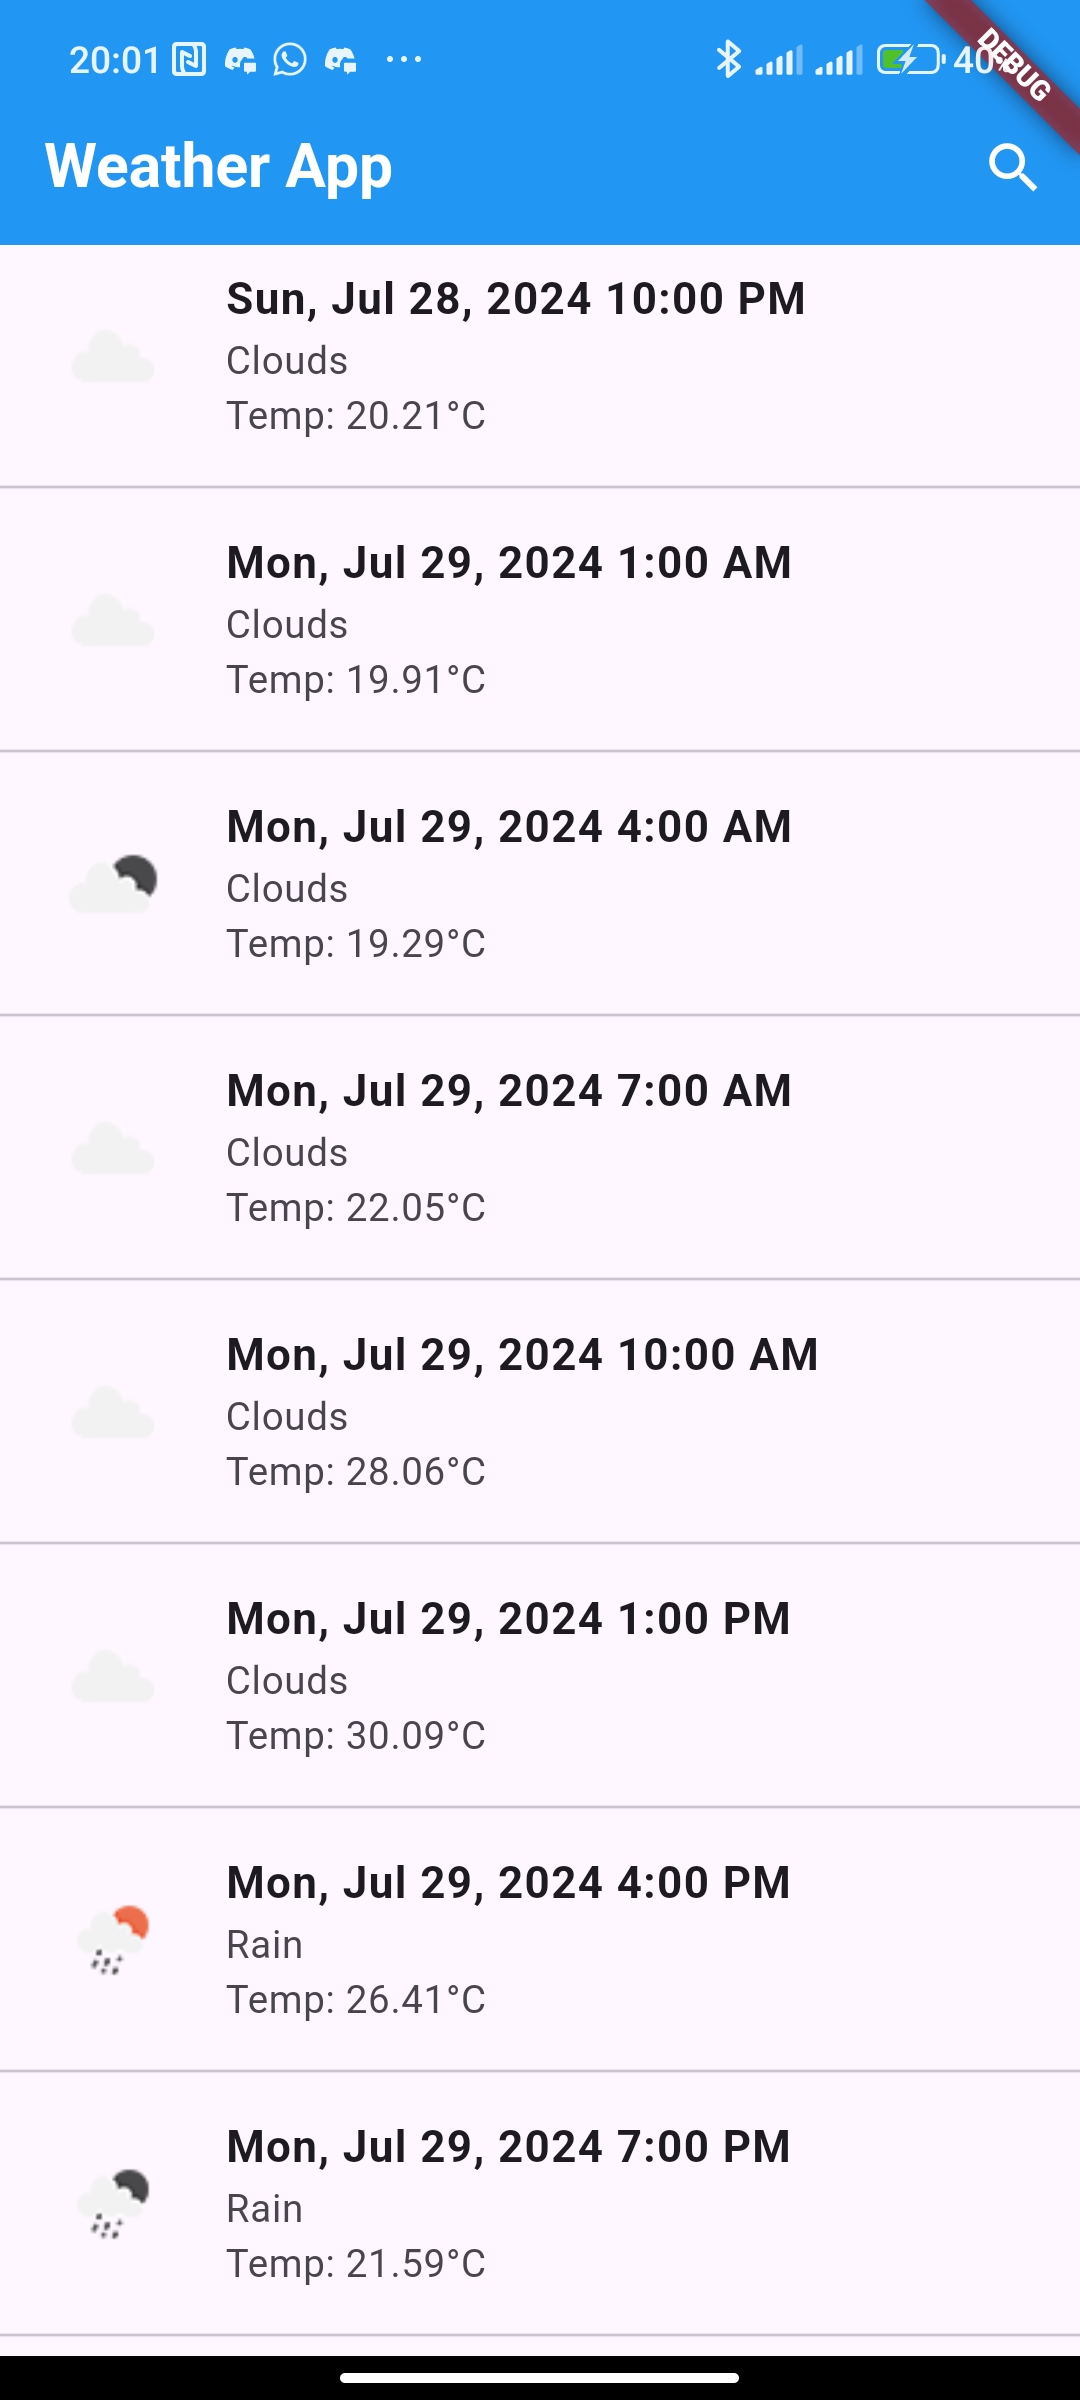 20:01 ... 40
DEBUG
Weather App
Sun, Jul 28, 2024 10:00 PM
Clouds
Temp: 20.21°C
Mon, Jul 29, 2024 1:00 AM
Clouds
Temp: 19.91°C
Mon, Jul 29, 2024 4:00 AM
Clouds
Temp: 19.29°C
Mon, Jul 29, 2024 7:00 AM
Clouds
Temp: 22.05°C
Mon, Jul 29, 2024 10:00 AM
Clouds
Temp: 28.06°C
Mon, Jul 29, 2024 1:00 PM
Clouds
Temp: 30.09°C
Mon, Jul 29, 2024 4:00 PM
Rain
Temp: 26.41°C
Mon, Jul 29, 2024 7:00 PM
Rain
Temp: 21.59°C